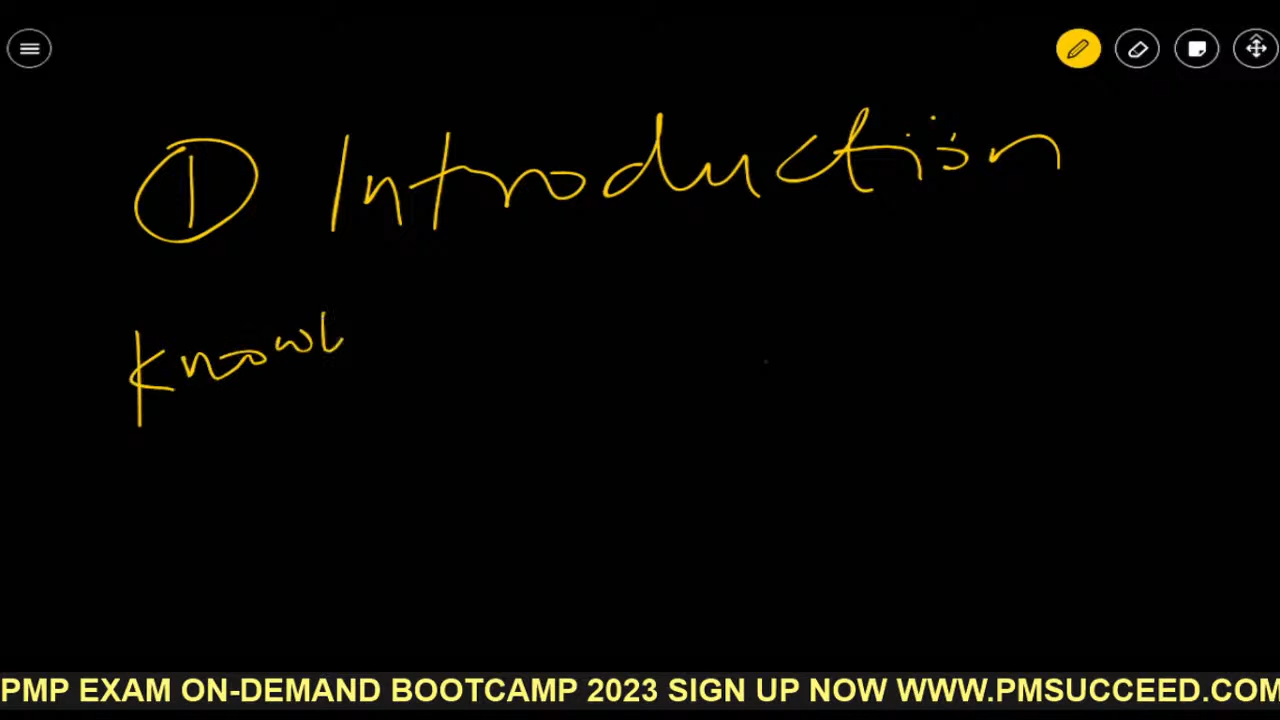 ① Introduction
Knowl
PMP EXAM ON-DEMAND BOOTCAMP 2023 SIGN UP NOW WWW.PMSUCCEED.COM